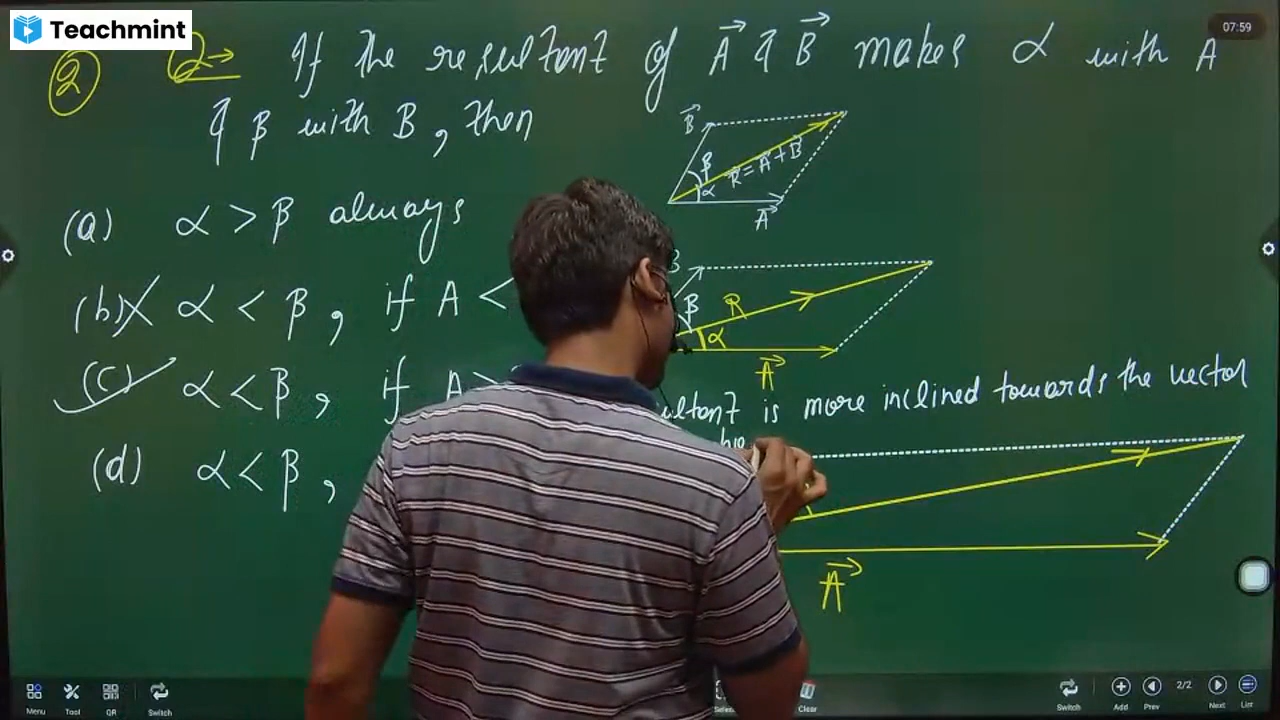 Teachmint
07:59
② Q→ If the resultant of A⃗ & B⃗ makes α with A
& β with B, then
B⃗
β
α
R⃗ = A⃗ + B⃗
A⃗
(a) α > β always
(b) α < β, if A <
β
R
α
A⃗
(c) α < β, if A >
is more inclined towards the vector
(d) α < β,
A⃗
Menu
Tool
QR
Switch
Clear
Switch
Add
Prev
2/2
Next
List